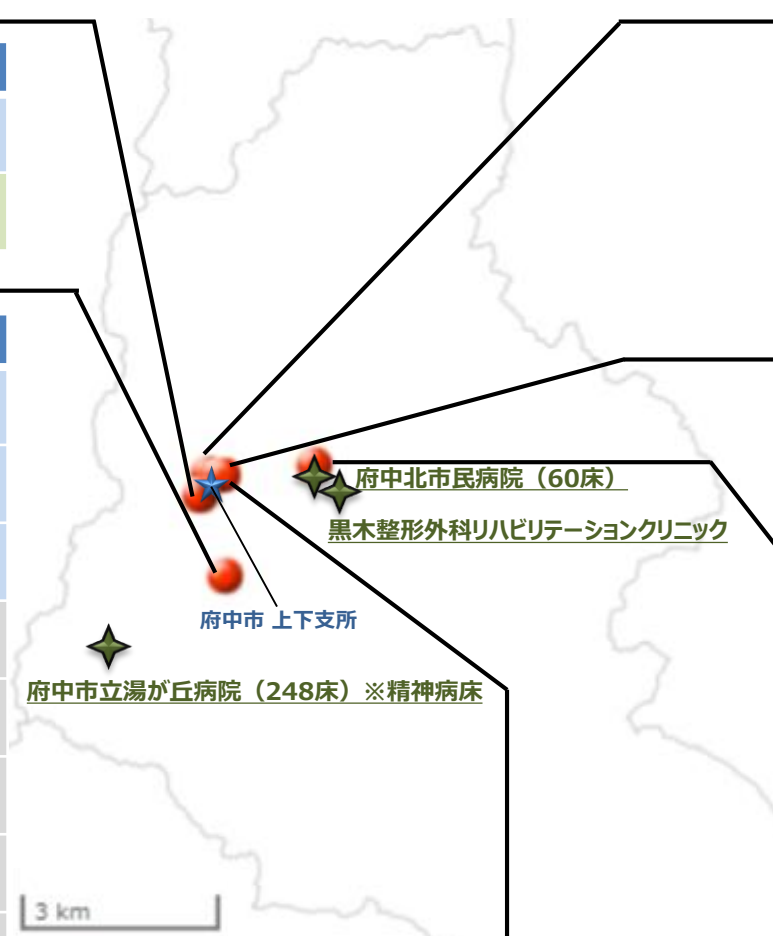 府中北市民病院（60床）
黒木整形外科リハビリテーションクリニック
府中市 上下支所
府中市立湯が丘病院（248床）※精神病床
3 km